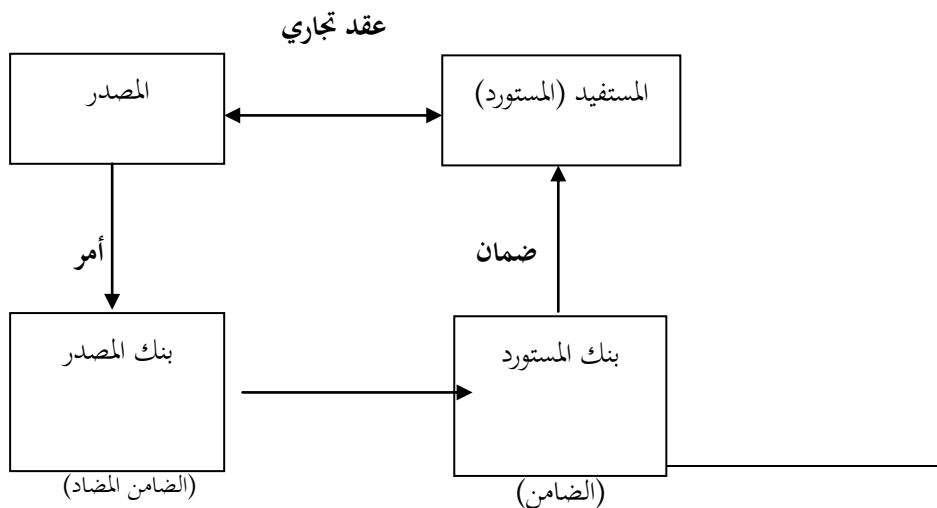 عقد تجاري
المستفيد (المستورد)
المصدر
ضمان
أمر
بنك المستورد
بنك المصدر
(الضامن)
(الضامن المضاد)